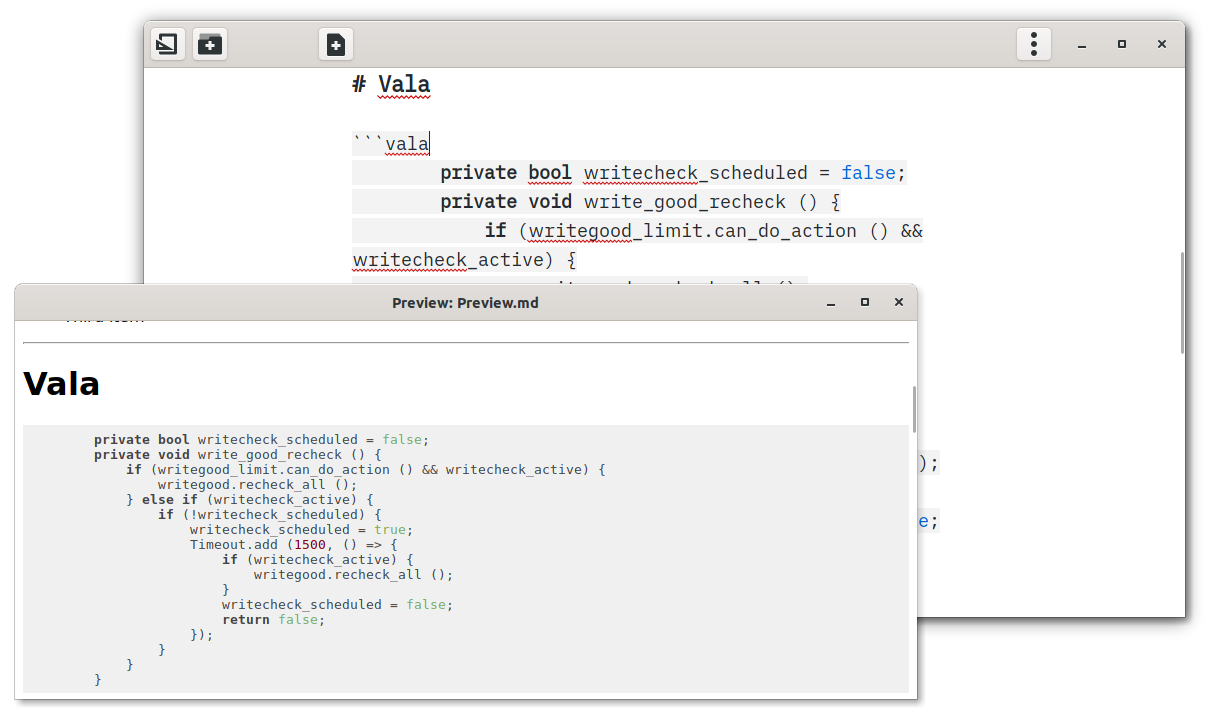 # Vala
```vala
private bool writecheck_scheduled = false;
private void write_good_recheck () {
if (writegood_limit.can_do_action () &&
writecheck_active) {
);
e;
Preview: Preview.md
Vala
private bool writecheck_scheduled = false;
private void write_good_recheck () {
if (writegood_limit.can_do_action () && writecheck_active) {
writegood.recheck_all ();
} else if (writecheck_active) {
if (!writecheck_scheduled) {
writecheck_scheduled = true;
Timeout.add (1500, () => {
if (writecheck_active) {
writegood.recheck_all ();
}
writecheck_scheduled = false;
return false;
});
}
}
}